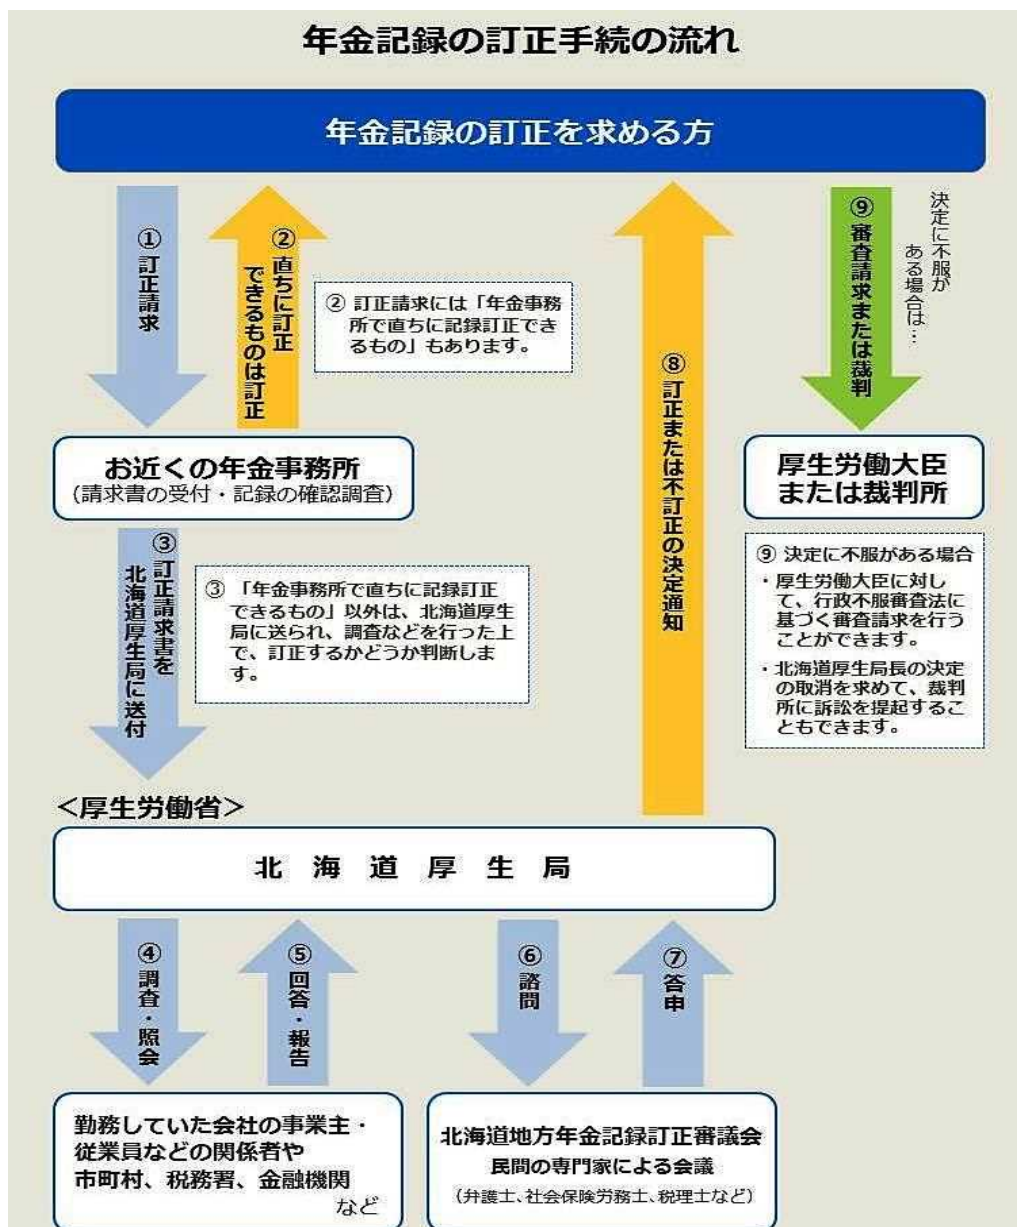 年金記録の訂正手続の流れ
年金記録の訂正を求める方
① 訂正請求
② 直ちに訂正
できるものは訂正
② 訂正請求には「年金事務
所で直ちに記録訂正でき
るもの」もあります。
⑧ 訂正または不訂正の決定通知
⑨ 審査請求または裁判
決定に不服が
ある場合は…
お近くの年金事務所
(請求書の受付・記録の確認調査)
厚生労働大臣
または裁判所
③ 訂正請求書を
北海道厚生局に送付
③ 「年金事務所で直ちに記録訂正
できるもの」以外は、北海道厚生
局に送られ、調査などを行った上
で、訂正するかどうか判断しま
す。
⑨ 決定に不服がある場合
・厚生労働大臣に対し
て、行政不服審査法に
基づく審査請求を行う
ことができます。
・北海道厚生局長の決定
の取消を求めて、裁判
所に訴訟を提起するこ
ともできます。
<厚生労働省>
北海道厚生局
④ 調査・照会
⑤ 回答・報告
⑥ 諮問
⑦ 答申
勤務していた会社の事業主・
従業員などの関係者や
市町村、税務署、金融機関
など
北海道地方年金記録訂正審議会
民間の専門家による会議
(弁護士、社会保険労務士、税理士など)